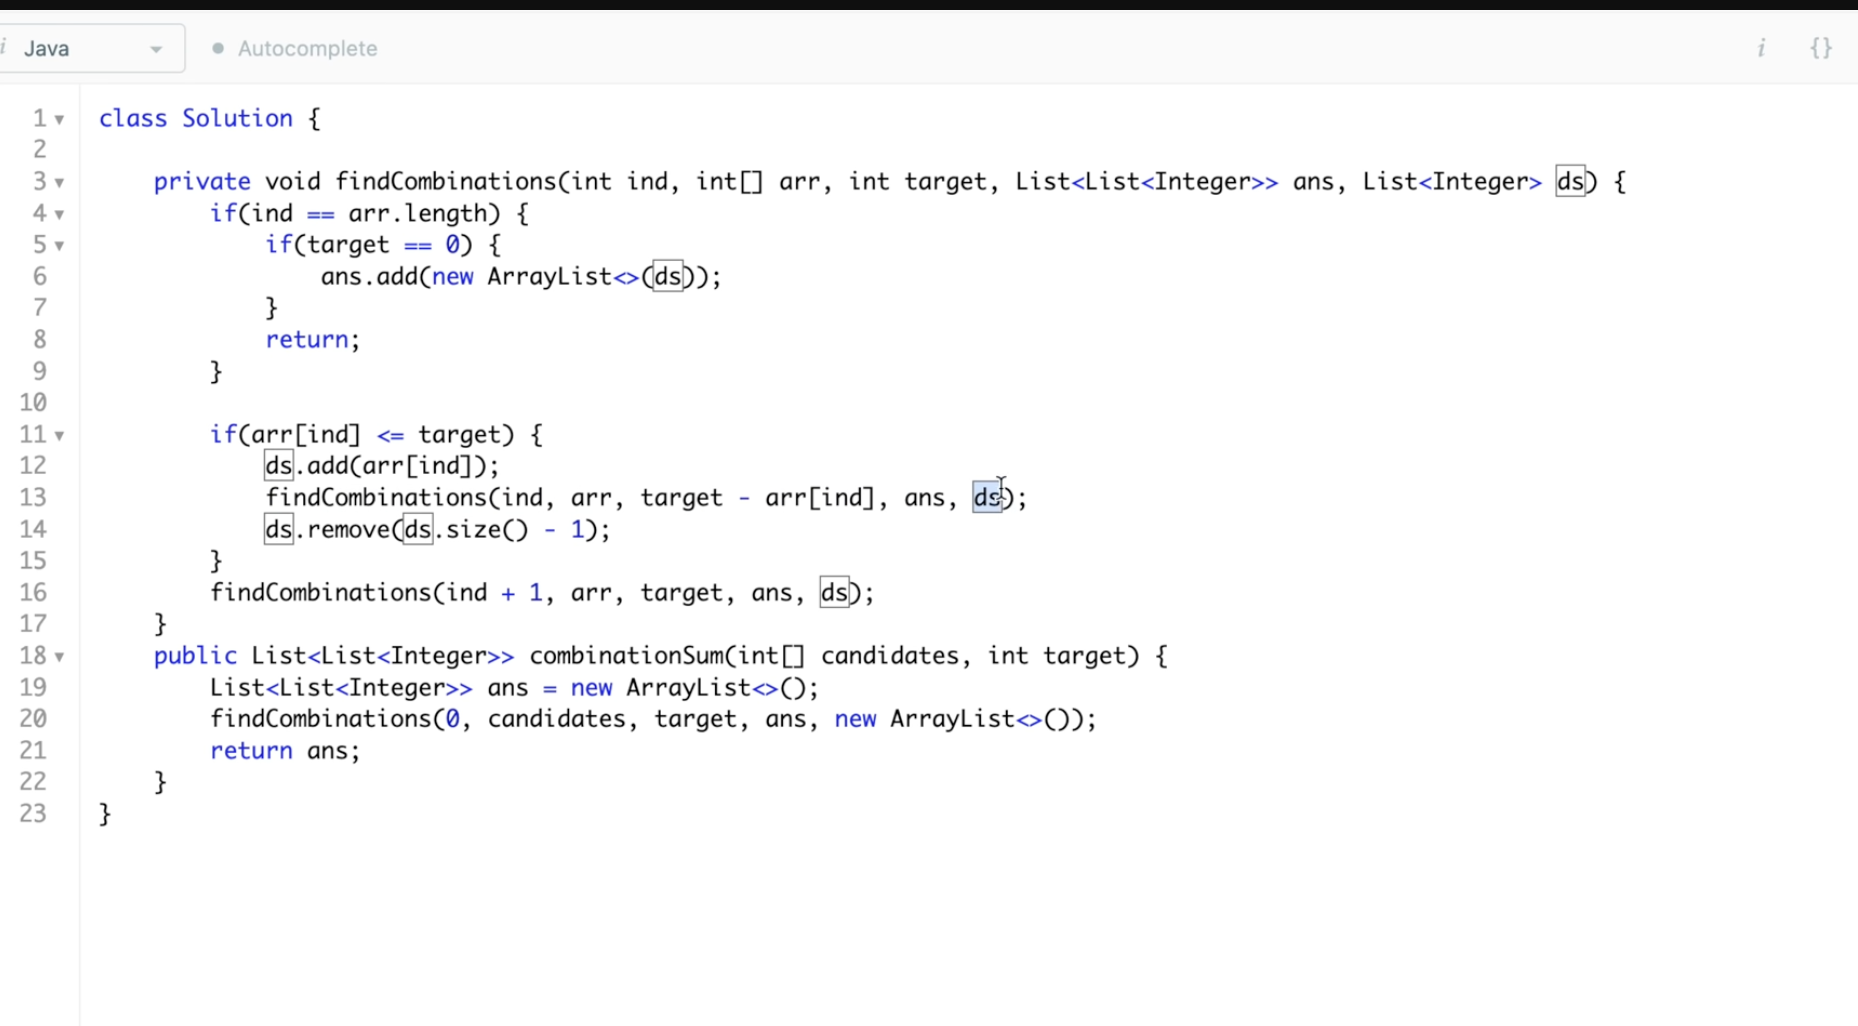 i Java Autocomplete i {}
1 class Solution {
2
3 private void findCombinations(int ind, int[] arr, int target, List<List<Integer>> ans, List<Integer> ds) {
4 if(ind == arr.length) {
5 if(target == 0) {
6 ans.add(new ArrayList<>(ds));
7 }
8 return;
9 }
10
11 if(arr[ind] <= target) {
12 ds.add(arr[ind]);
13 findCombinations(ind, arr, target - arr[ind], ans, ds);
14 ds.remove(ds.size() - 1);
15 }
16 findCombinations(ind + 1, arr, target, ans, ds);
17 }
18 public List<List<Integer>> combinationSum(int[] candidates, int target) {
19 List<List<Integer>> ans = new ArrayList<>();
20 findCombinations(0, candidates, target, ans, new ArrayList<>());
21 return ans;
22 }
23 }